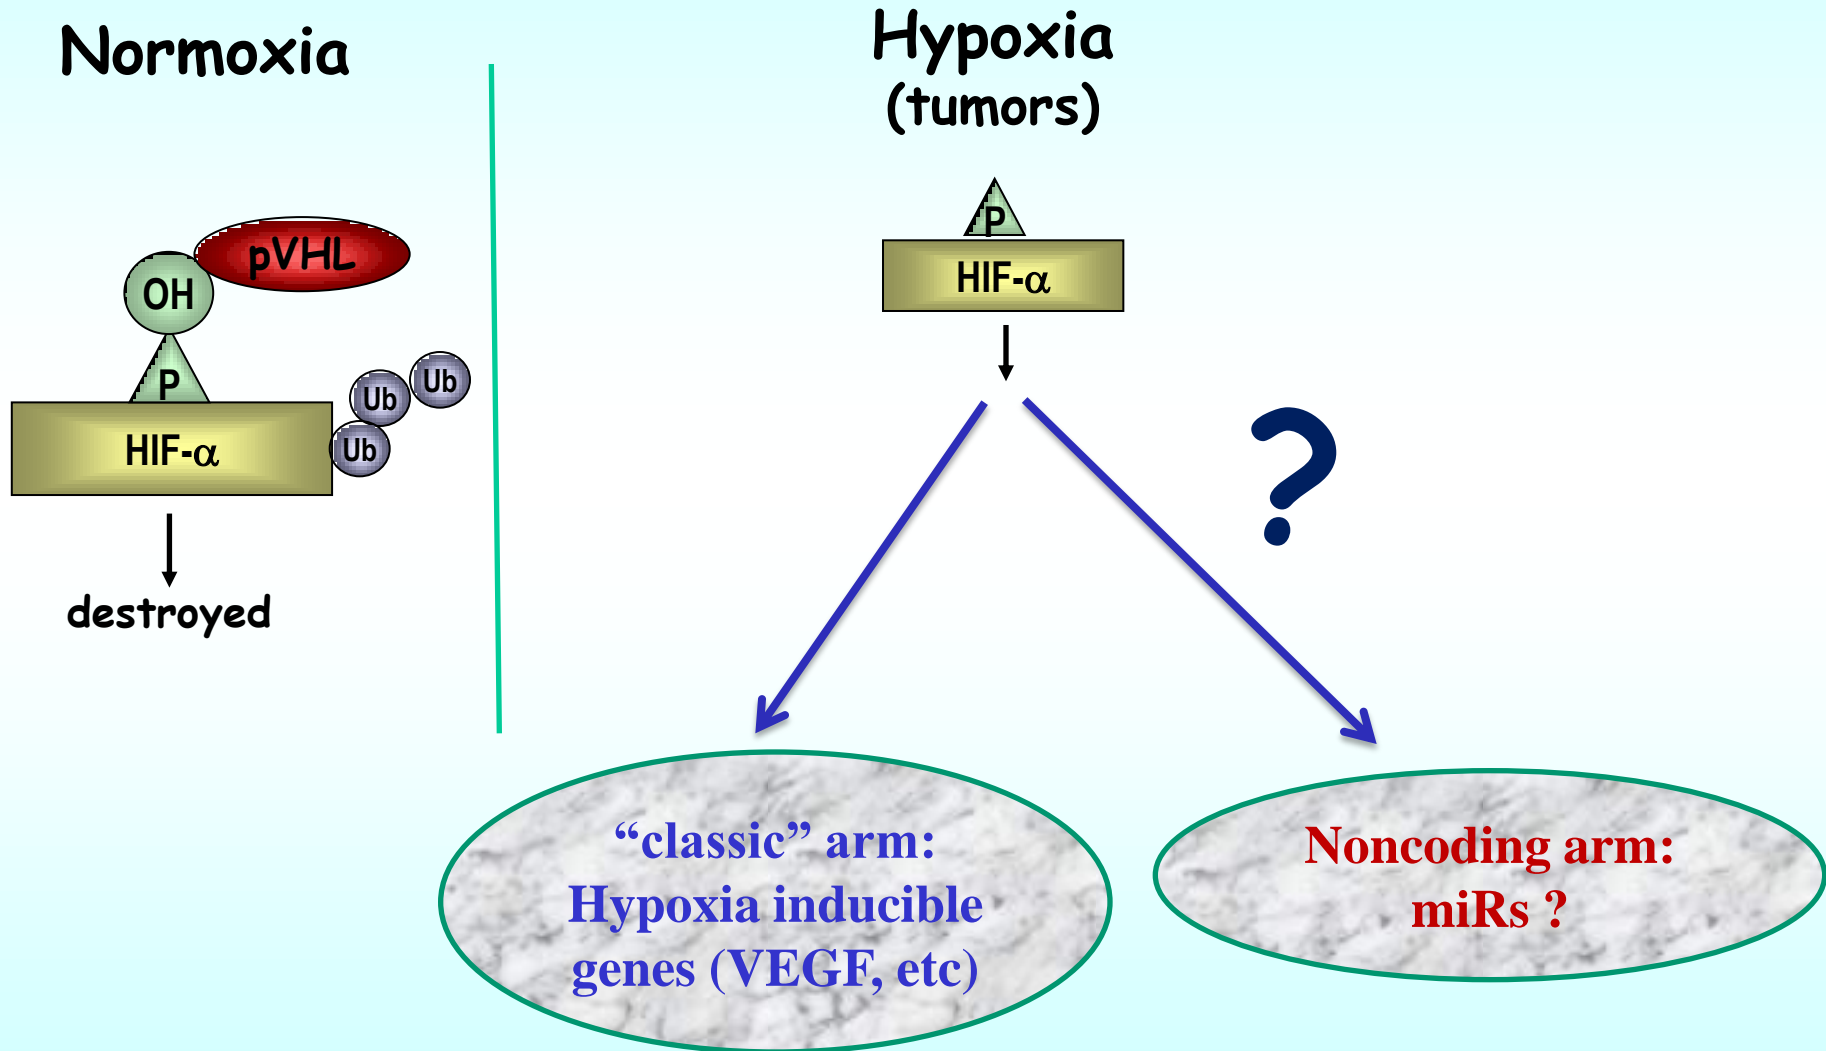 Normoxia
pVHL
OH
P
Ub
Ub
Ub
HIF-α
destroyed
Hypoxia
(tumors)
P
HIF-α
?
“classic” arm:
Hypoxia inducible
genes (VEGF, etc)
Noncoding arm:
miRs ?